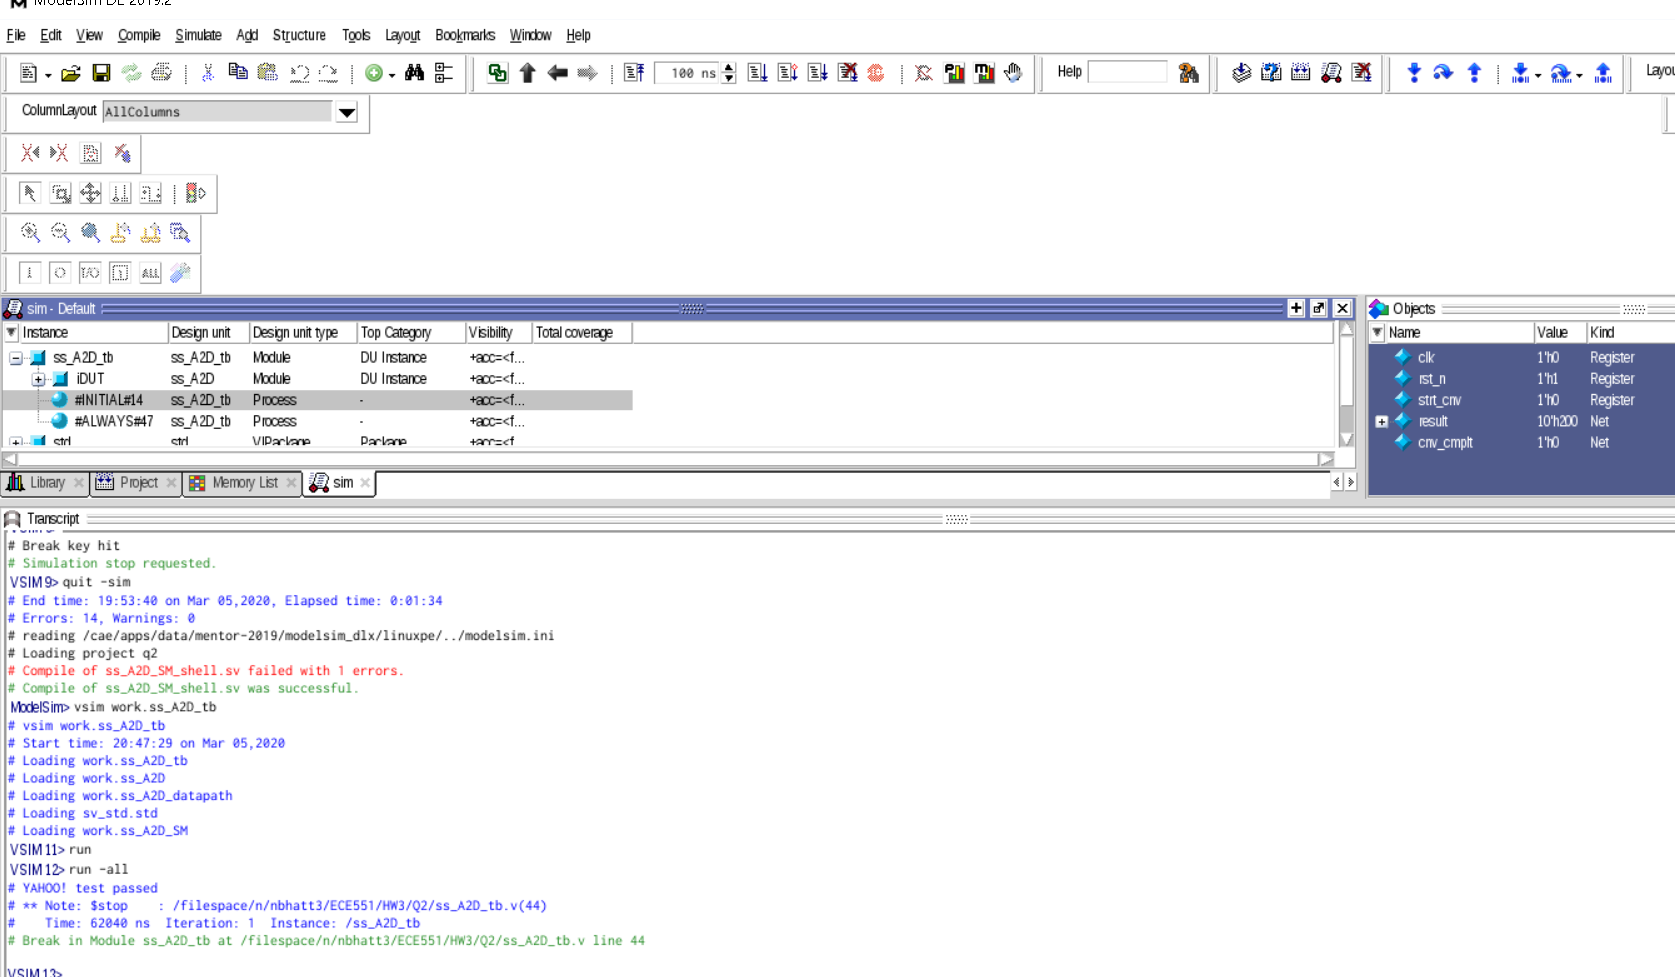 ModelSim DE 2019.2
File Edit View Compile Simulate Add Structure Tools Layout Bookmarks Window Help
100 ns Help Layou
ColumnLayout AllColumns
I O I/O ALL
sim - Default
Instance Design unit Design unit type Top Category Visibility Total coverage
ss_A2D_tb ss_A2D_tb Module DU Instance +acc=<f...
iDUT ss_A2D Module DU Instance +acc=<f...
#INITIAL#14 ss_A2D_tb Process - +acc=<f...
#ALWAYS#47 ss_A2D_tb Process - +acc=<f...
std std VIPackage Package +acc=<f...
Objects
Name Value Kind
clk 1'h0 Register
rst_n 1'h1 Register
strt_cnv 1'h0 Register
result 10'h200 Net
cnv_cmplt 1'h0 Net
Library Project Memory List sim
Transcript
# Break key hit
# Simulation stop requested.
VSIM 9> quit -sim
# End time: 19:53:40 on Mar 05,2020, Elapsed time: 0:01:34
# Errors: 14, Warnings: 0
# reading /cae/apps/data/mentor-2019/modelsim_dlx/linuxpe/../modelsim.ini
# Loading project q2
# Compile of ss_A2D_SM_shell.sv failed with 1 errors.
# Compile of ss_A2D_SM_shell.sv was successful.
ModelSim> vsim work.ss_A2D_tb
# vsim work.ss_A2D_tb
# Start time: 20:47:29 on Mar 05,2020
# Loading work.ss_A2D_tb
# Loading work.ss_A2D
# Loading work.ss_A2D_datapath
# Loading sv_std.std
# Loading work.ss_A2D_SM
VSIM 11> run
VSIM 12> run -all
# YAHOO! test passed
# ** Note: $stop : /filespace/n/nbhatt3/ECE551/HW3/Q2/ss_A2D_tb.v(44)
# Time: 62040 ns Iteration: 1 Instance: /ss_A2D_tb
# Break in Module ss_A2D_tb at /filespace/n/nbhatt3/ECE551/HW3/Q2/ss_A2D_tb.v line 44
VSIM 13>